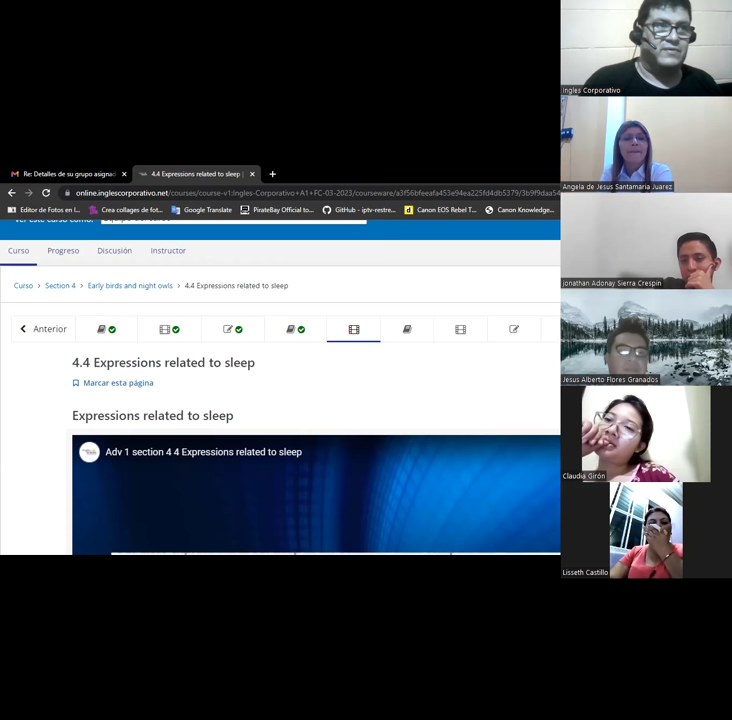 Re: Detalles de su grupo asignad
4.4 Expressions related to sleep |
online.inglescorporativo.net/courses/course-v1:Ingles-Corporativo+A1+FC-03-2023/courseware/a3f56bfeeafa453e94ea225fd4db5379/3b9f9daa54
Editor de Fotos en l...
Crea collages de fot...
Google Translate
PirateBay Official to...
GitHub - iptv-restre...
Canon EOS Rebel T...
Canon Knowledge...
Curso
Progreso
Discusión
Instructor
Curso > Section 4 > Early birds and night owls > 4.4 Expressions related to sleep
Anterior
4.4 Expressions related to sleep
Marcar esta página
Expressions related to sleep
Adv 1 section 4 4 Expressions related to sleep
Ingles Corporativo
Angela de Jesus Santamaria Juarez
jonathan Adonay Sierra Crespin
Jesus Alberto Flores Granados
Claudia Girón
Lisseth Castillo